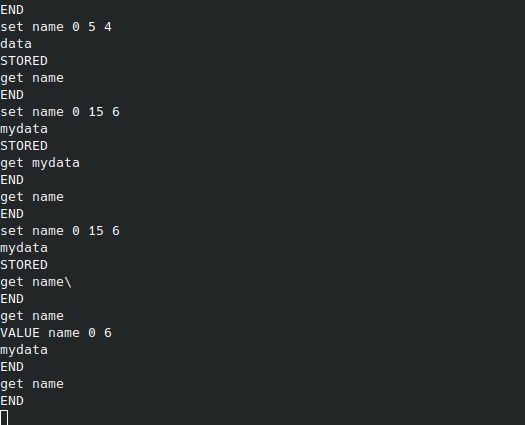 END
set name 0 5 4
data
STORED
get name
END
set name 0 15 6
mydata
STORED
get mydata
END
get name
END
set name 0 15 6
mydata
STORED
get name\
END
get name
VALUE name 0 6
mydata
END
get name
END